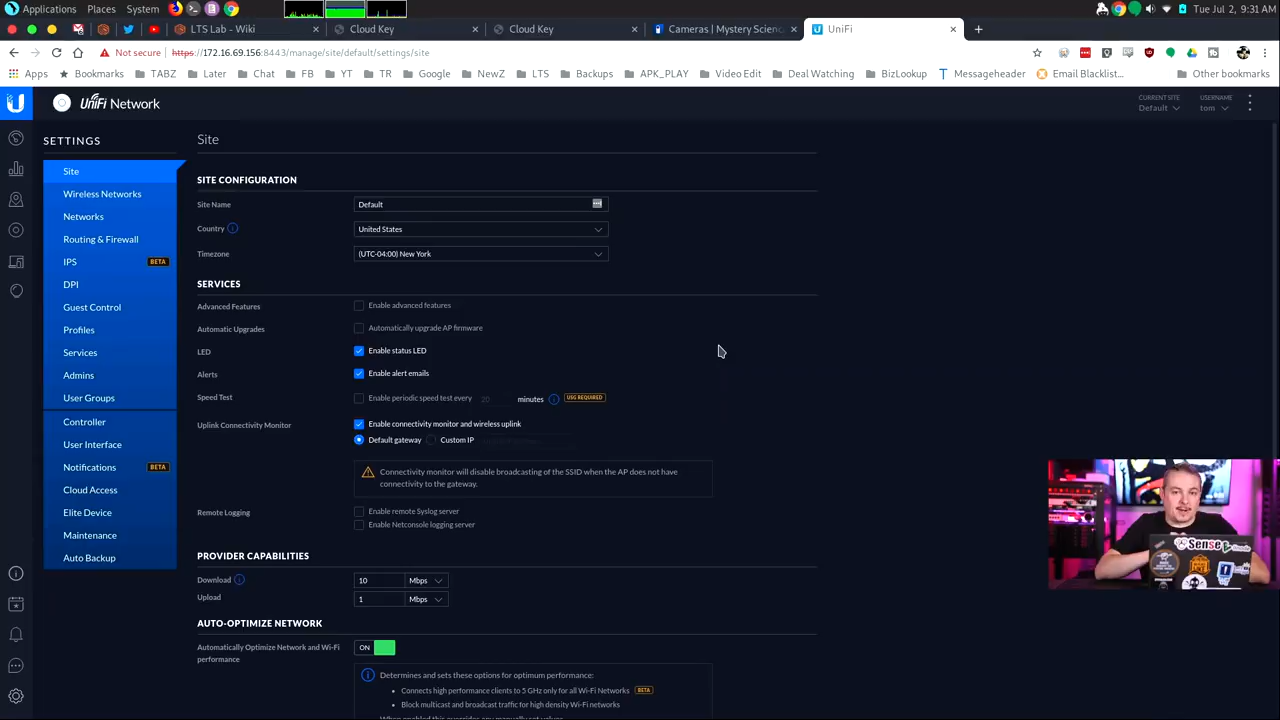 Applications Places System
Tue Jul 2, 9:31 AM
LTS Lab - Wiki
Cloud Key
Cloud Key
Cameras | Mystery Scienc
UniFi
Not secure https://172.16.69.156:8443/manage/site/default/settings/site
Apps Bookmarks TABZ Later Chat FB YT TR Google NewZ LTS Backups APK_PLAY Video Edit Deal Watching BizLookup Messageheader Email Blacklist... Other bookmarks
UniFi Network
CURRENT SITE
Default
USERNAME
tom
SETTINGS
Site
Wireless Networks
Networks
Routing & Firewall
IPS BETA
DPI
Guest Control
Profiles
Services
Admins
User Groups
Controller
User Interface
Notifications BETA
Cloud Access
Elite Device
Maintenance
Auto Backup
Site
SITE CONFIGURATION
Site Name Default
Country United States
Timezone (UTC-04:00) New York
SERVICES
Advanced Features Enable advanced features
Automatic Upgrades Automatically upgrade AP firmware
LED Enable status LED
Alerts Enable alert emails
Speed Test Enable periodic speed test every 20 minutes USG REQUIRED
Uplink Connectivity Monitor Enable connectivity monitor and wireless uplink
Default gateway Custom IP
Connectivity monitor will disable broadcasting of the SSID when the AP does not have
connectivity to the gateway.
Remote Logging Enable remote Syslog server
Enable Netconsole logging server
PROVIDER CAPABILITIES
Download 10 Mbps
Upload 1 Mbps
AUTO-OPTIMIZE NETWORK
Automatically Optimize Network and Wi-Fi
performance
ON
Determines and sets these options for optimum performance:
• Connects high performance clients to 5 GHz only for all Wi-Fi Networks BETA
• Block multicast and broadcast traffic for high density Wi-Fi networks
Sense